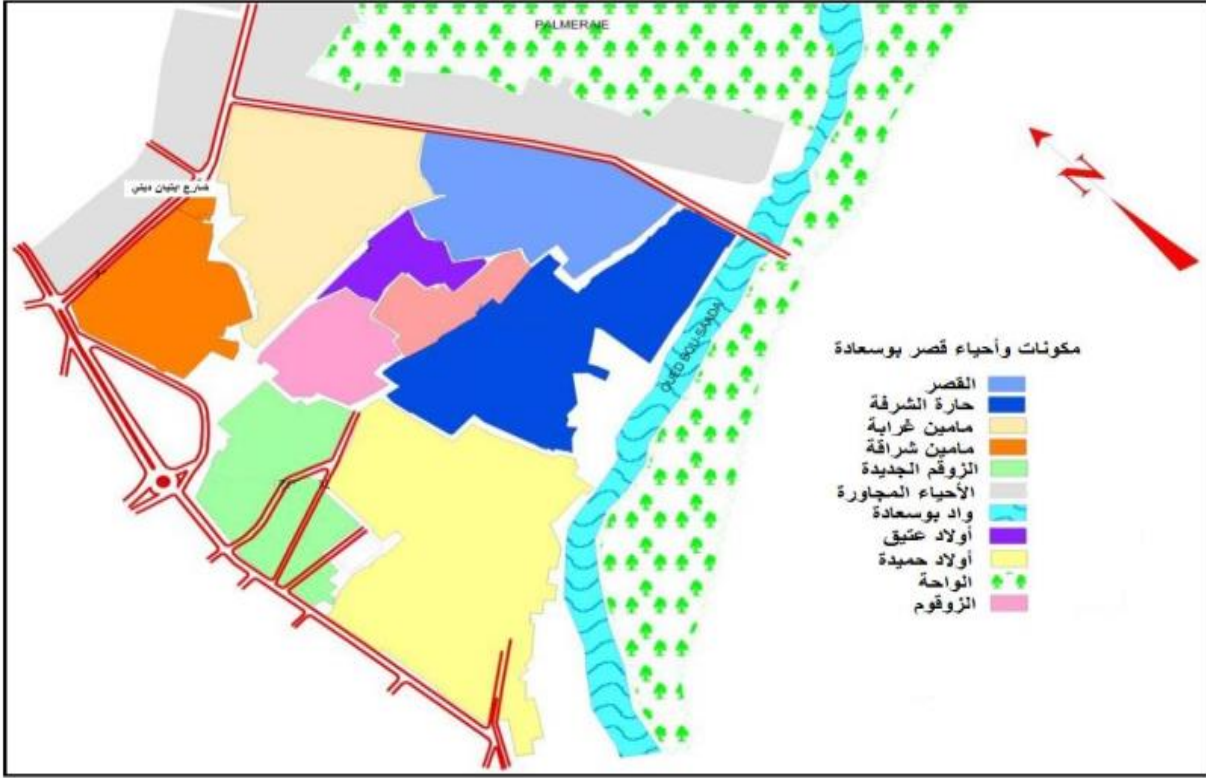 PALMERAIE
شارع ايتيان ديني
N
OUED BOU-SAADA
مكونات وأحياء قصر بوسعادة
القصر
حارة الشرفة
مامين غرابة
مامين شراقة
الزوقم الجديدة
الأحياء المجاورة
واد بوسعادة
أولاد عتيق
أولاد حميدة
الواحة
الزوقوم